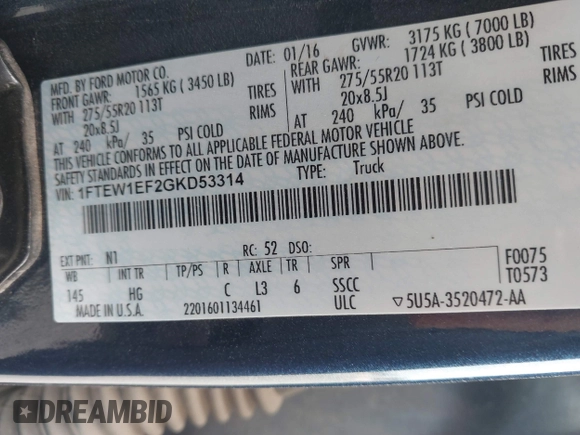 MFD. BY FORD MOTOR CO.
DATE: 01/16 GVWR: 3175 KG (7000 LB)
FRONT GAWR: 1565 KG (3450 LB) REAR GAWR: 1724 KG (3800 LB)
WITH 275/55R20 113T TIRES WITH 275/55R20 113T TIRES
20x8.5J RIMS 20x8.5J RIMS
AT 240 kPa/ 35 PSI COLD AT 240 kPa/ 35 PSI COLD
THIS VEHICLE CONFORMS TO ALL APPLICABLE FEDERAL MOTOR VEHICLE
SAFETY STANDARDS IN EFFECT ON THE DATE OF MANUFACTURE SHOWN ABOVE.
VIN: 1FTEW1EF2GKD53314 TYPE: Truck
EXT PNT: N1 RC: 52 DSO: F0075
WB INT TR TP/PS R AXLE TR SPR T0573
145 HG C L3 6 SSCC
MADE IN U.S.A. 2201601134461 ULC ▽5U5A-3520472-AA
DREAMBID